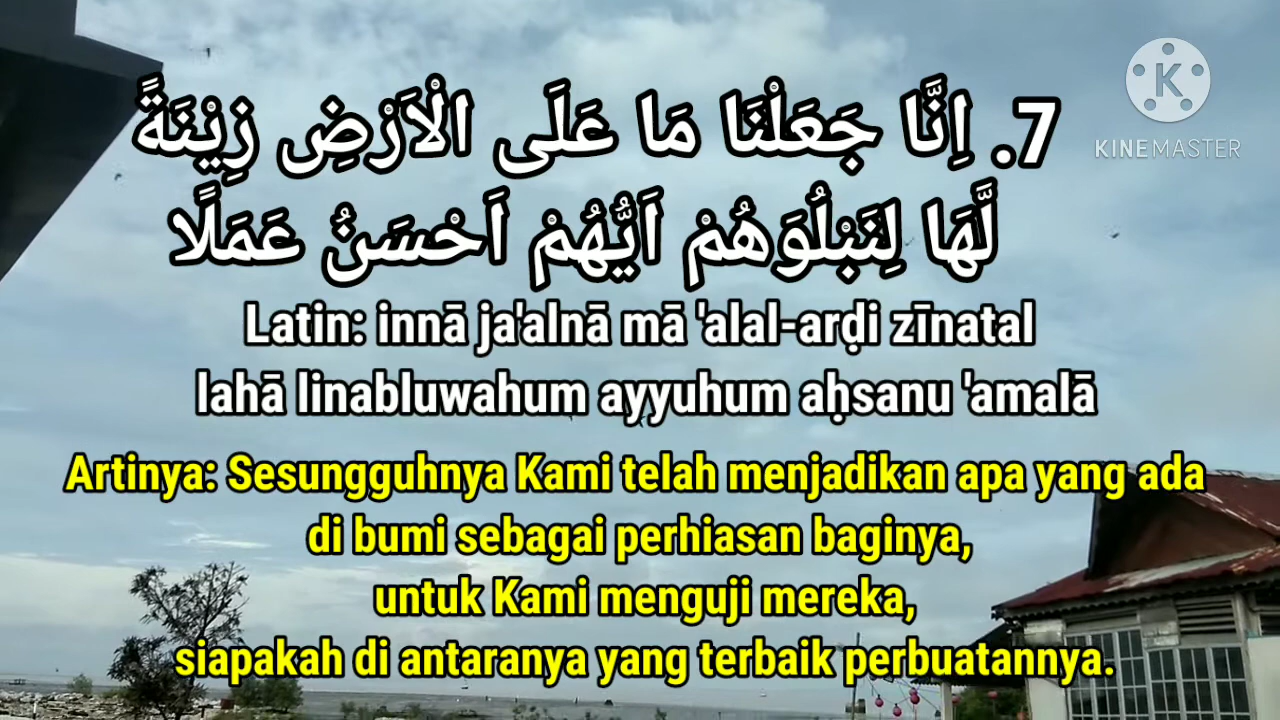 7. اِنَّا جَعَلْنَا مَا عَلَى الْاَرْضِ زِيْنَةً
لَّهَا لِنَبْلُوَهُمْ اَيُّهُمْ اَحْسَنُ عَمَلًا
Latin: innā ja'alnā mā 'alal-arḍi zīnatal
lahā linabluwahum ayyuhum aḥsanu 'amalā
Artinya: Sesungguhnya Kami telah menjadikan apa yang ada
di bumi sebagai perhiasan baginya,
untuk Kami menguji mereka,
siapakah di antaranya yang terbaik perbuatannya.
K
KINEMASTER